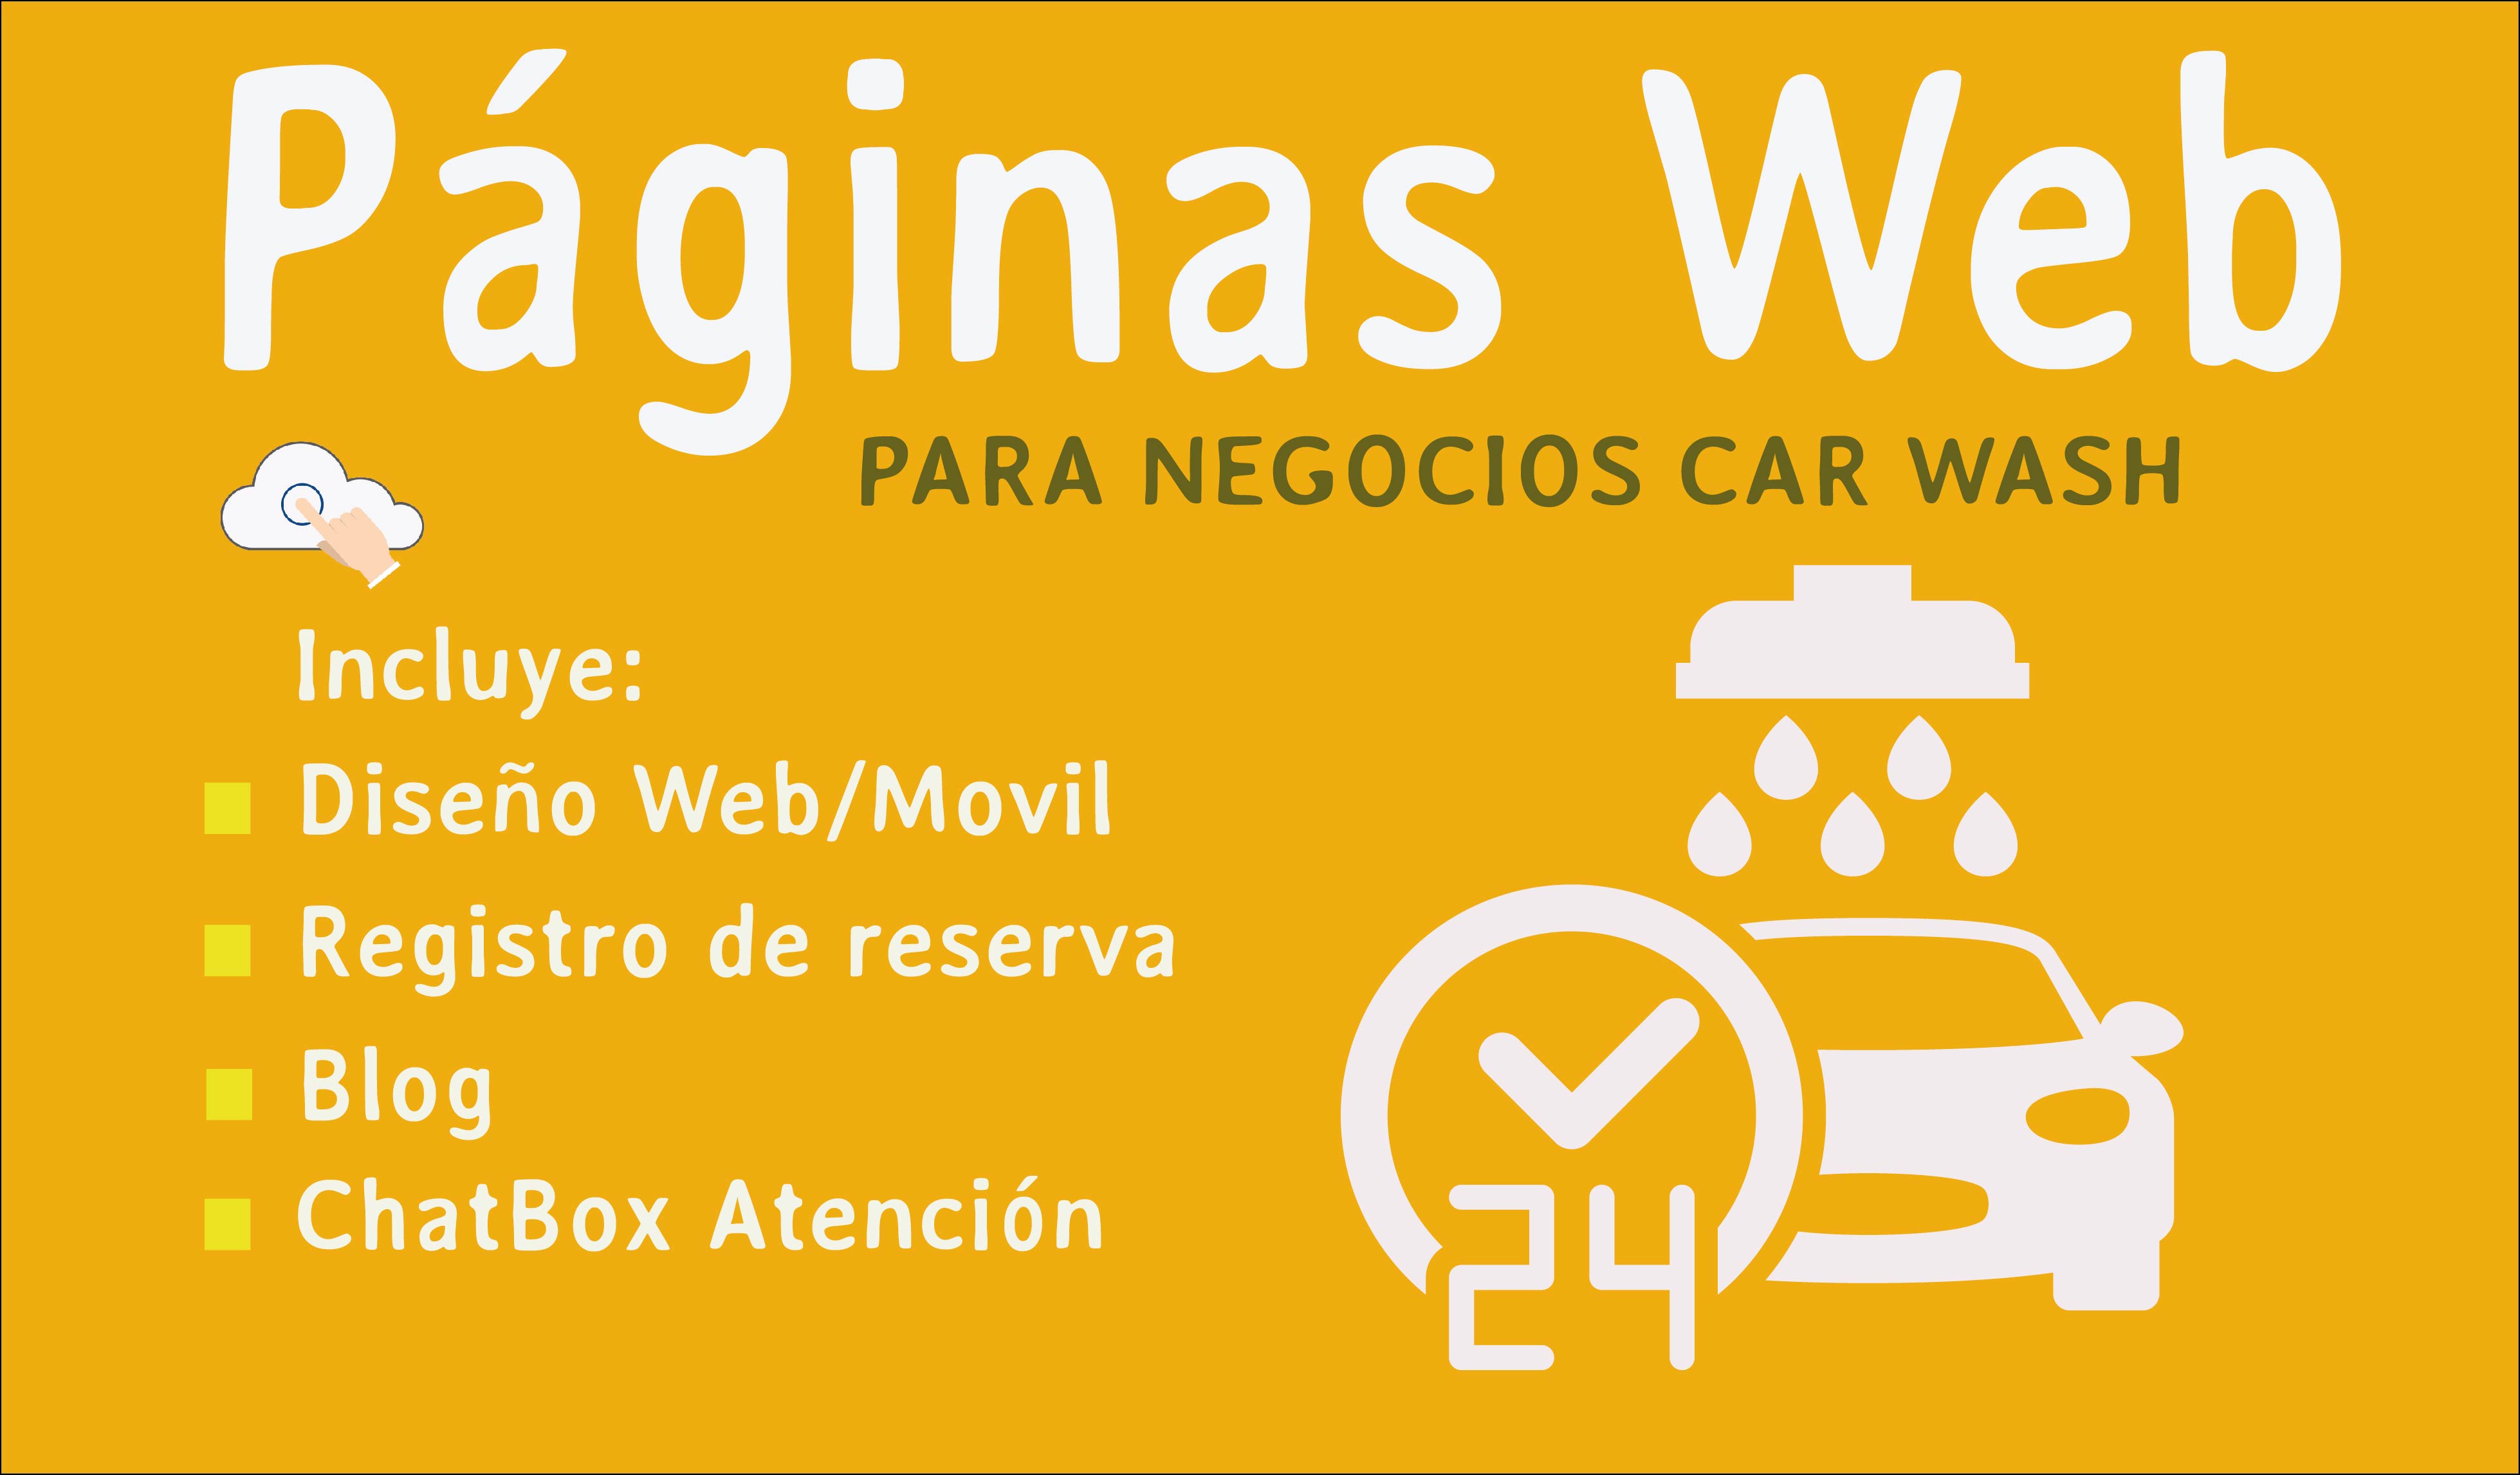 Páginas Web
PARA NEGOCIOS CAR WASH
Incluye:
Diseño Web/Movil
Registro de reserva
Blog
ChatBox Atención
24